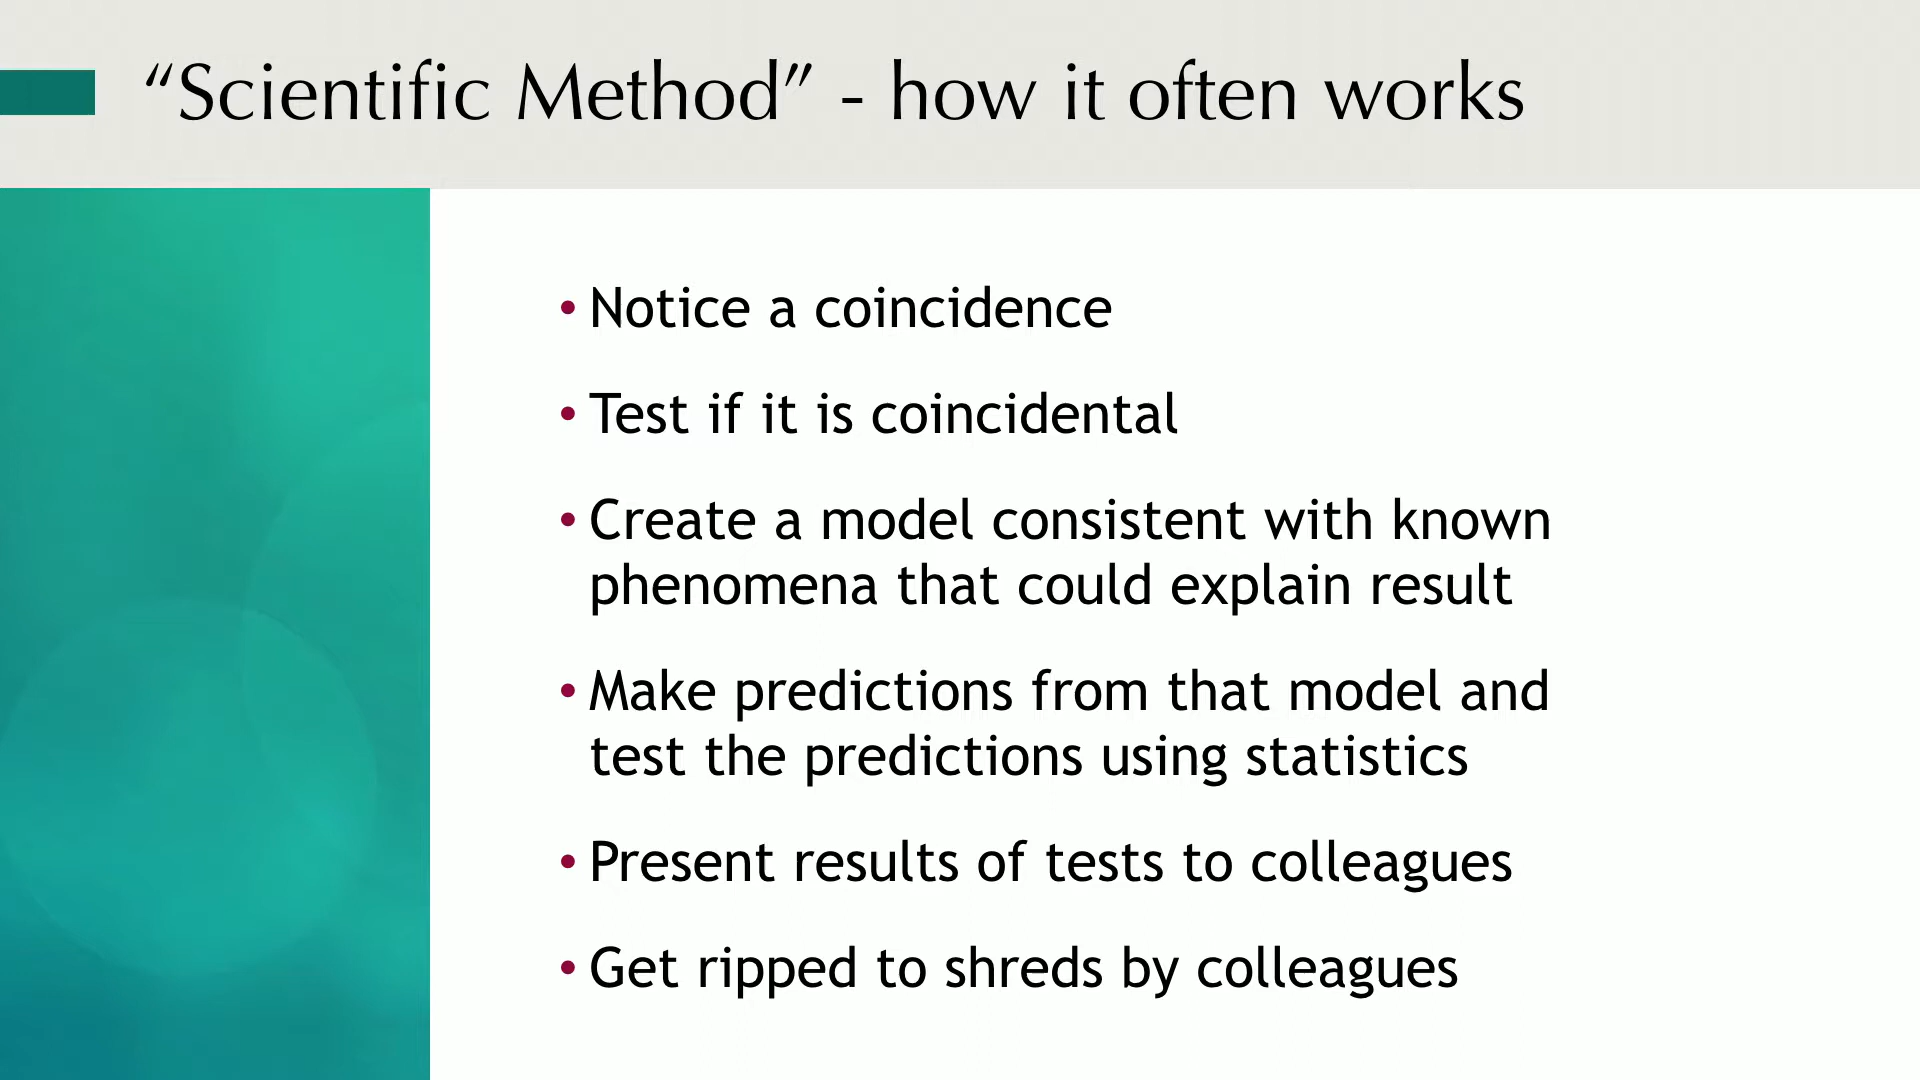 “Scientific Method” - how it often works
• Notice a coincidence
• Test if it is coincidental
• Create a model consistent with known
phenomena that could explain result
• Make predictions from that model and
test the predictions using statistics
• Present results of tests to colleagues
• Get ripped to shreds by colleagues